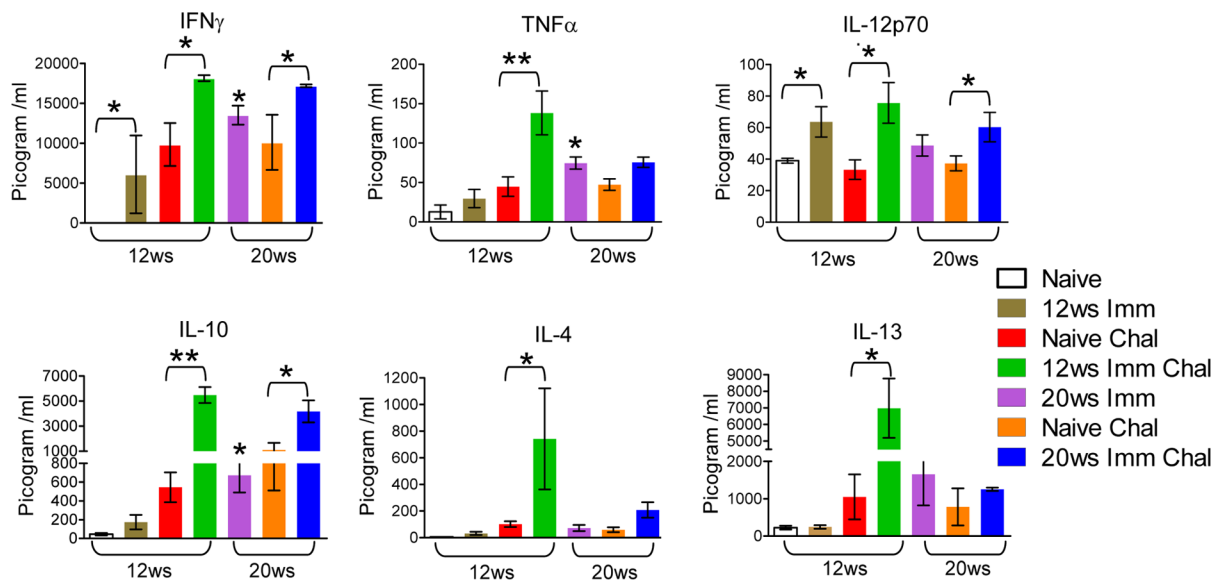 IFNγ
Picogram /ml
20000
15000
10000
5000
0
*
*
*
*
12ws
20ws
TNFα
Picogram /ml
200
150
100
50
0
**
*
12ws
20ws
IL-12p70
Picogram /ml
100
80
60
40
20
0
*
*
*
12ws
20ws
IL-10
Picogram /ml
7000
5000
3000
1000
800
600
400
200
0
**
*
*
12ws
20ws
IL-4
Picogram /ml
1200
1000
800
600
400
200
0
*
12ws
20ws
IL-13
Picogram /ml
9000
8000
7000
6000
5000
2000
1000
0
*
12ws
20ws
Naive
12ws Imm
Naive Chal
12ws Imm Chal
20ws Imm
Naive Chal
20ws Imm Chal